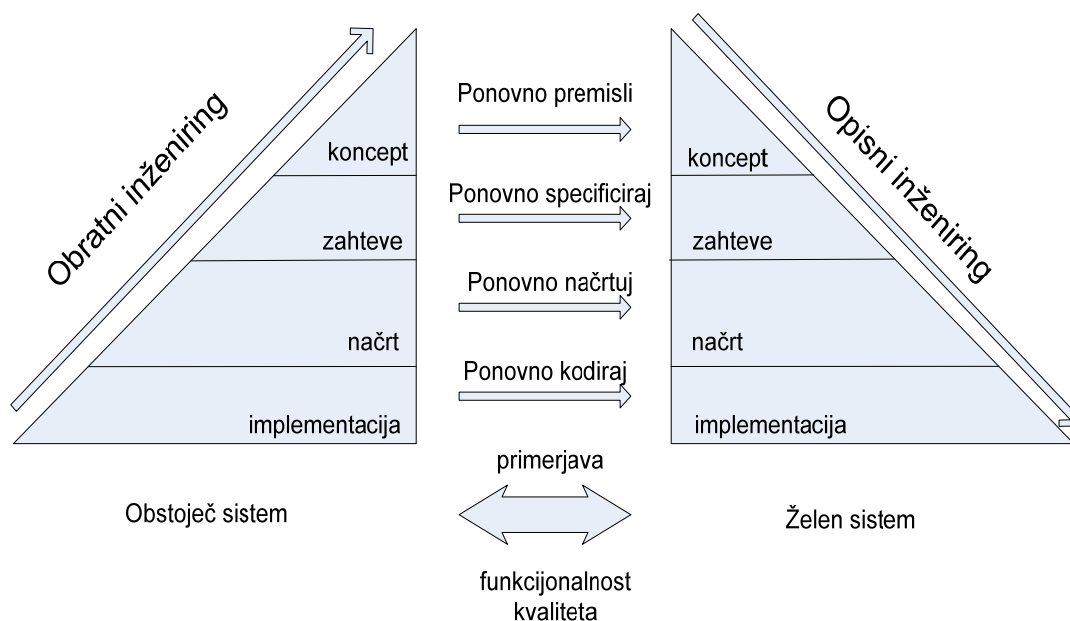 Obratni inženiring
koncept
zahteve
načrt
implementacija
Obstoječ sistem
Ponovno premisli
Ponovno specificiraj
Ponovno načrtuj
Ponovno kodiraj
primerjava
funkcijonalnost
kvaliteta
Opisni inženiring
koncept
zahteve
načrt
implementacija
Želen sistem